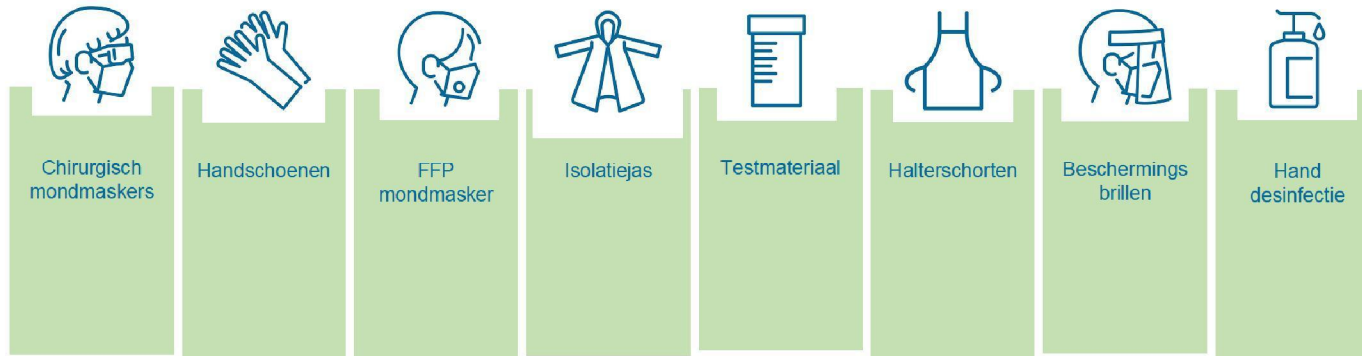 Chirurgisch
mondmaskers
Handschoenen
FFP
mondmasker
Isolatiejas
Testmateriaal
Halterschorten
Beschermings
brillen
Hand
desinfectie